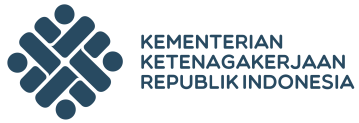 KEMENTERIAN
KETENAGAKERJAAN
REPUBLIK INDONESIA